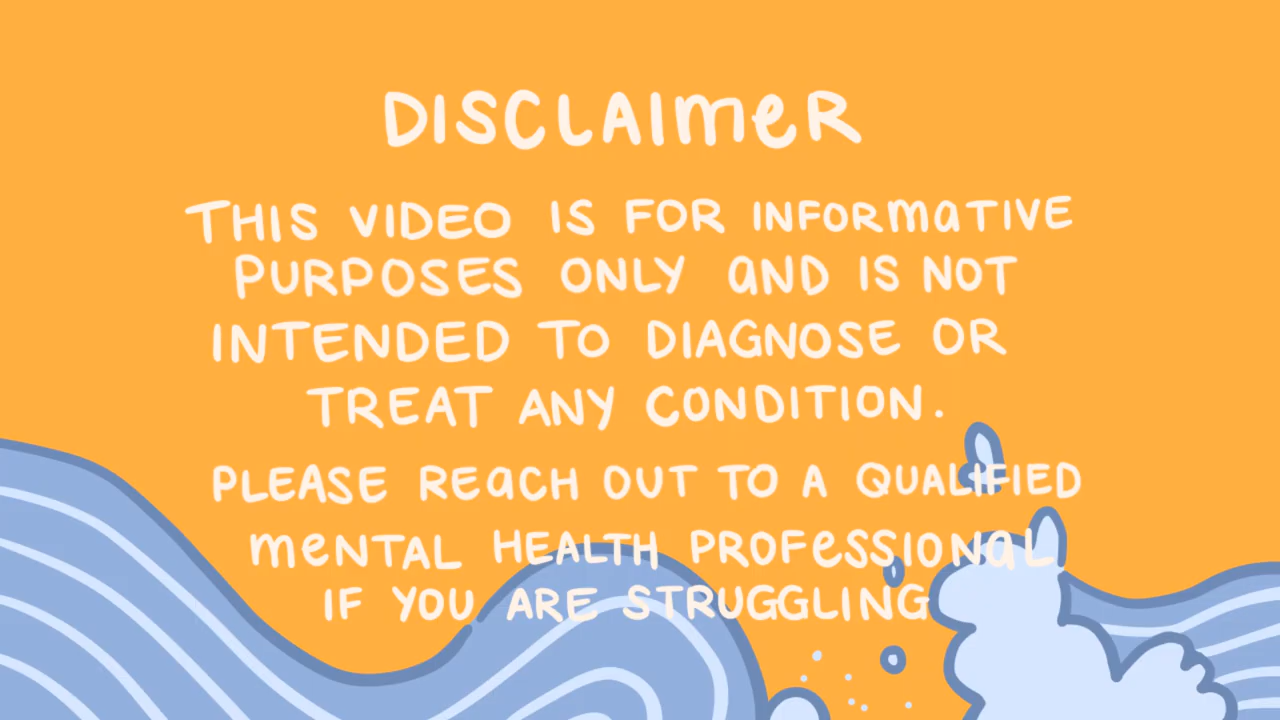 DISCLAIMER
THIS VIDEO IS FOR INFORMATIVE
PURPOSES ONLY AND IS NOT
INTENDED TO DIAGNOSE OR
TREAT ANY CONDITION.
PLEASE REACH OUT TO A QUALIFIED
MENTAL HEALTH PROFESSIONAL
IF YOU ARE STRUGGLING